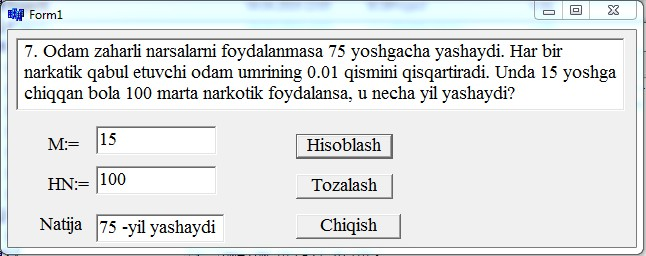 Form1
7. Odam zaharli narsalarni foydalanmasa 75 yoshgacha yashaydi. Har bir
narkatik qabul etuvchi odam umrining 0.01 qismini qisqartiradi. Unda 15 yoshga
chiqqan bola 100 marta narkotik foydalansa, u necha yil yashaydi?
M:= 15 Hisoblash
HN:= 100 Tozalash
Natija 75 -yil yashaydi Chiqish